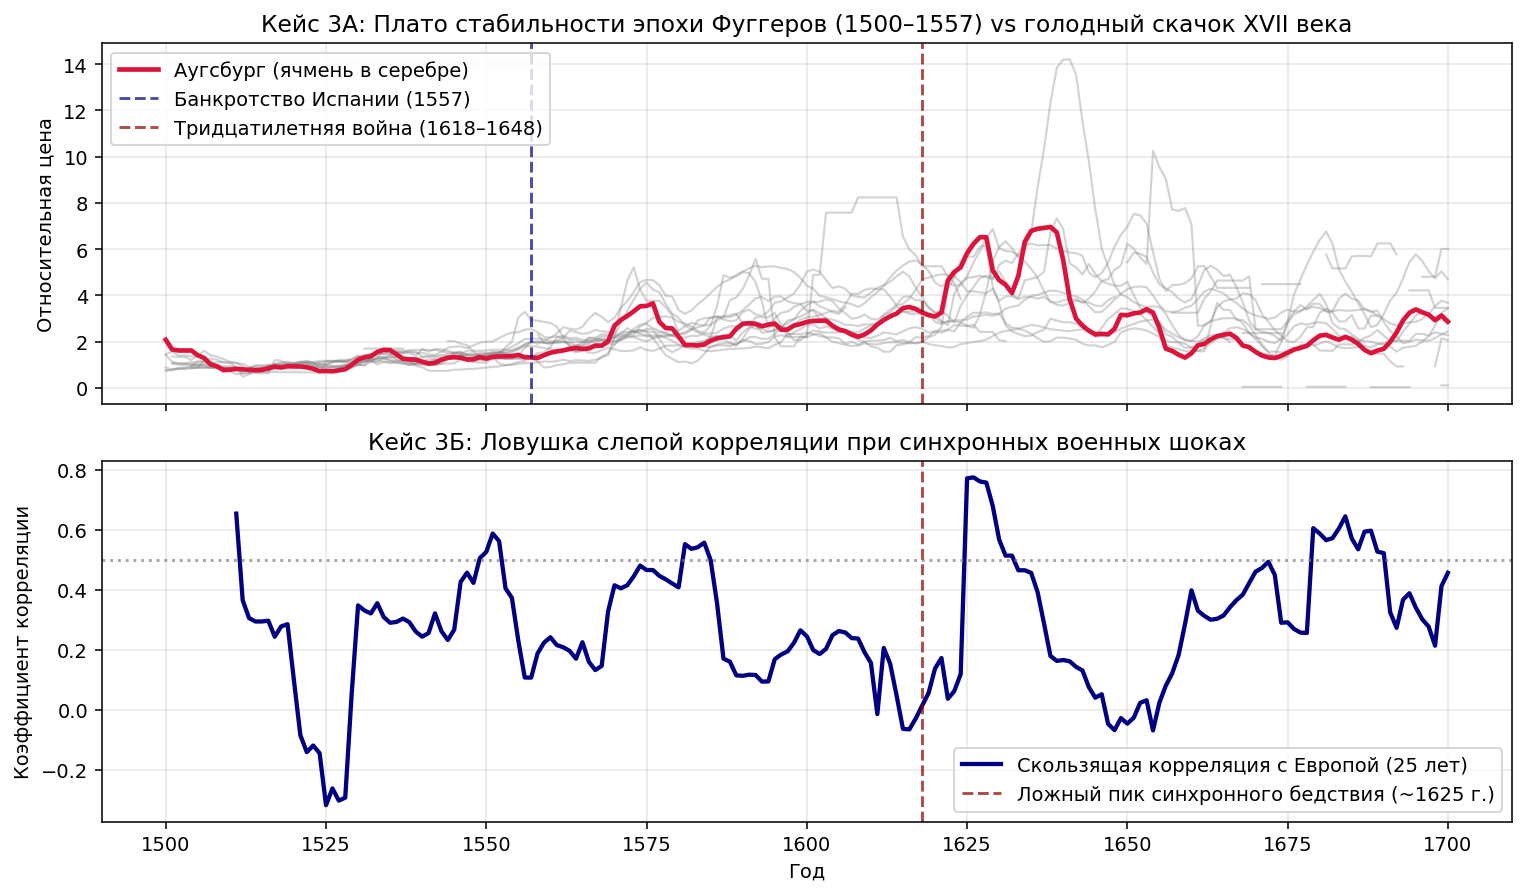 Кейс 3А: Плато стабильности эпохи Фуггеров (1500–1557) vs голодный скачок XVII века
Относительная цена
14
12
10
8
6
4
2
0
Аугсбург (ячмень в серебре)
Банкротство Испании (1557)
Тридцатилетняя война (1618–1648)
Кейс 3Б: Ловушка слепой корреляции при синхронных военных шоках
Коэффициент корреляции
0.8
0.6
0.4
0.2
0.0
−0.2
Скользящая корреляция с Европой (25 лет)
Ложный пик синхронного бедствия (~1625 г.)
1500 1525 1550 1575 1600 1625 1650 1675 1700
Год